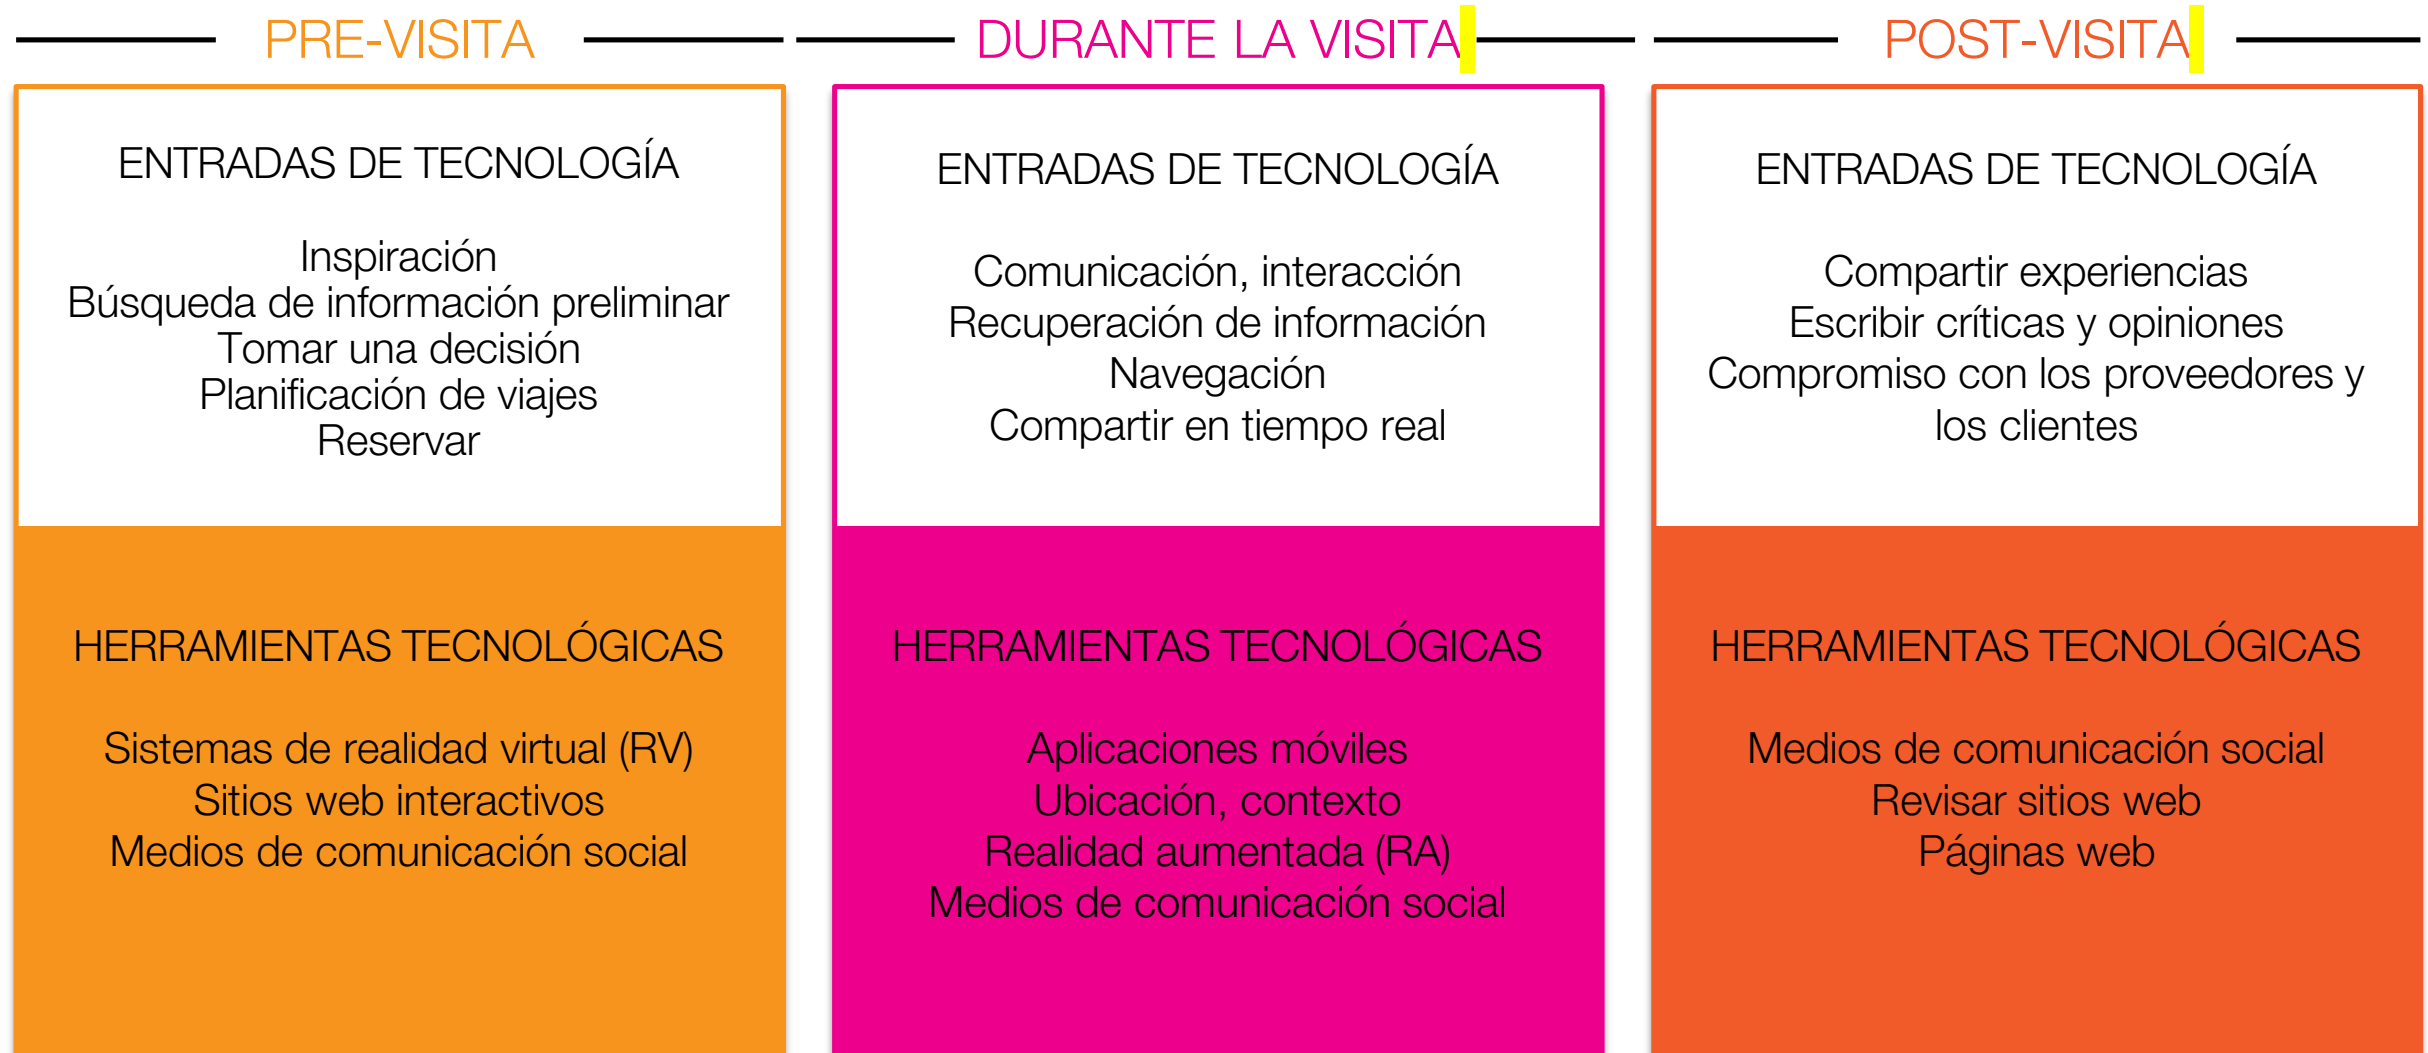 PRE-VISITA
ENTRADAS DE TECNOLOGÍA
Inspiración
Búsqueda de información preliminar
Tomar una decisión
Planificación de viajes
Reservar
HERRAMIENTAS TECNOLÓGICAS
Sistemas de realidad virtual (RV)
Sitios web interactivos
Medios de comunicación social
DURANTE LA VISITA
ENTRADAS DE TECNOLOGÍA
Comunicación, interacción
Recuperación de información
Navegación
Compartir en tiempo real
HERRAMIENTAS TECNOLÓGICAS
Aplicaciones móviles
Ubicación, contexto
Realidad aumentada (RA)
Medios de comunicación social
POST-VISITA
ENTRADAS DE TECNOLOGÍA
Compartir experiencias
Escribir críticas y opiniones
Compromiso con los proveedores y
los clientes
HERRAMIENTAS TECNOLÓGICAS
Medios de comunicación social
Revisar sitios web
Páginas web